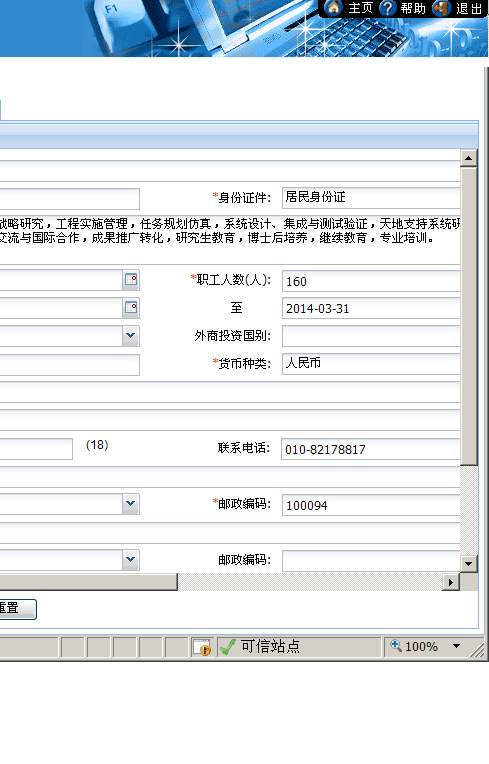 F1
主页 帮助 退出
*身份证件: 居民身份证
战略研究，工程实施管理，任务规划仿真，系统设计、集成与测试验证，天地支持系统研
交流与国际合作，成果推广转化，研究生教育，博士后培养，继续教育，专业培训。
*职工人数(人): 160
至 2014-03-31
外商投资国别:
*货币种类: 人民币
(18) 联系电话: 010-82178817
*邮政编码: 100094
邮政编码:
重置
可信站点 100%